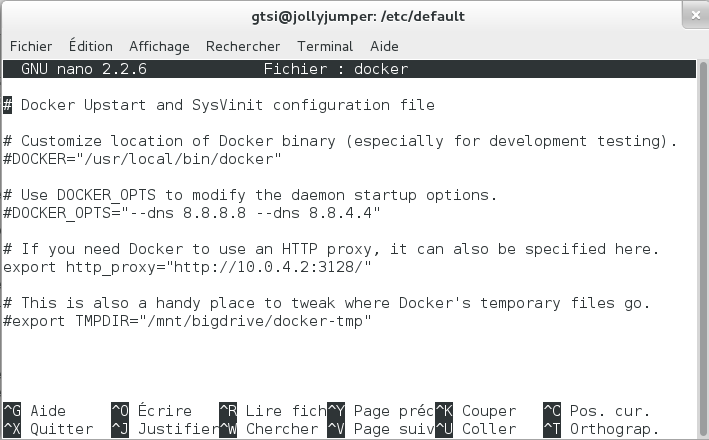 gtsi@jollyjumper: /etc/default
Fichier Édition Affichage Rechercher Terminal Aide
GNU nano 2.2.6 Fichier : docker
# Docker Upstart and SysVinit configuration file
# Customize location of Docker binary (especially for development testing).
#DOCKER="/usr/local/bin/docker"
# Use DOCKER_OPTS to modify the daemon startup options.
#DOCKER_OPTS="--dns 8.8.8.8 --dns 8.8.4.4"
# If you need Docker to use an HTTP proxy, it can also be specified here.
export http_proxy="http://10.0.4.2:3128/"
# This is also a handy place to tweak where Docker's temporary files go.
#export TMPDIR="/mnt/bigdrive/docker-tmp"
^G Aide ^O Écrire ^R Lire fich^Y Page préc^K Couper ^C Pos. cur.
^X Quitter ^J Justifier^W Chercher ^V Page suiv^U Coller ^T Orthograp.